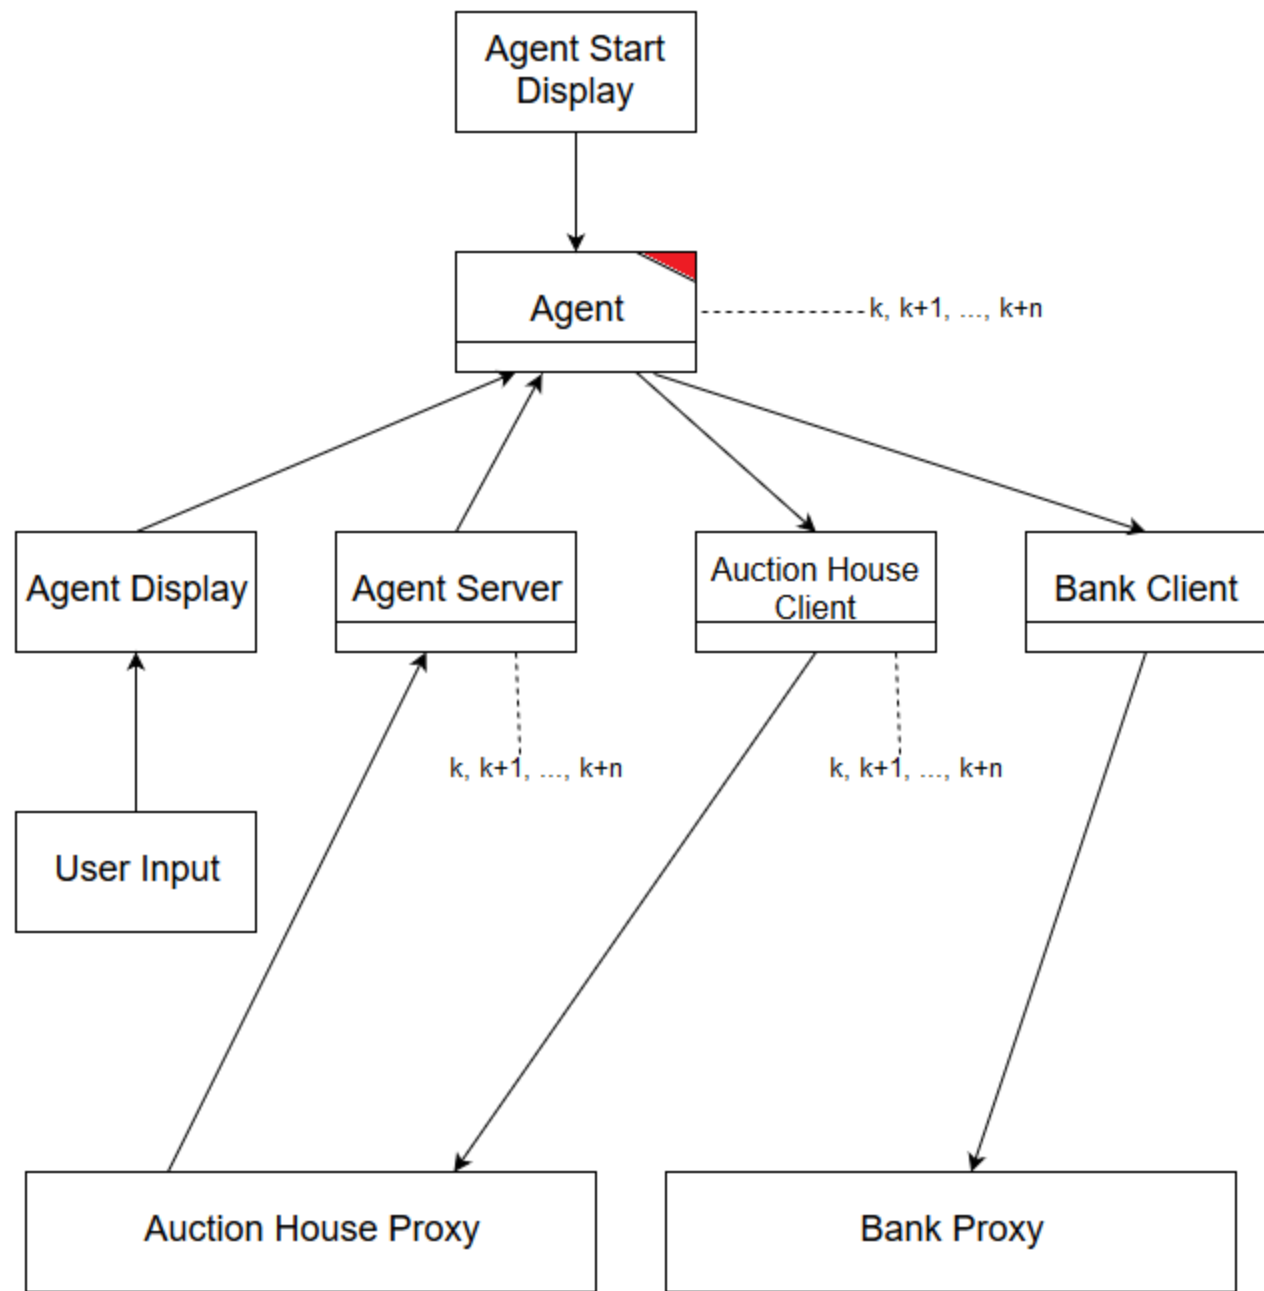 Agent Start
Display
Agent
k, k+1, ..., k+n
Agent Display
Agent Server
Auction House
Client
Bank Client
k, k+1, ..., k+n
k, k+1, ..., k+n
User Input
Auction House Proxy
Bank Proxy